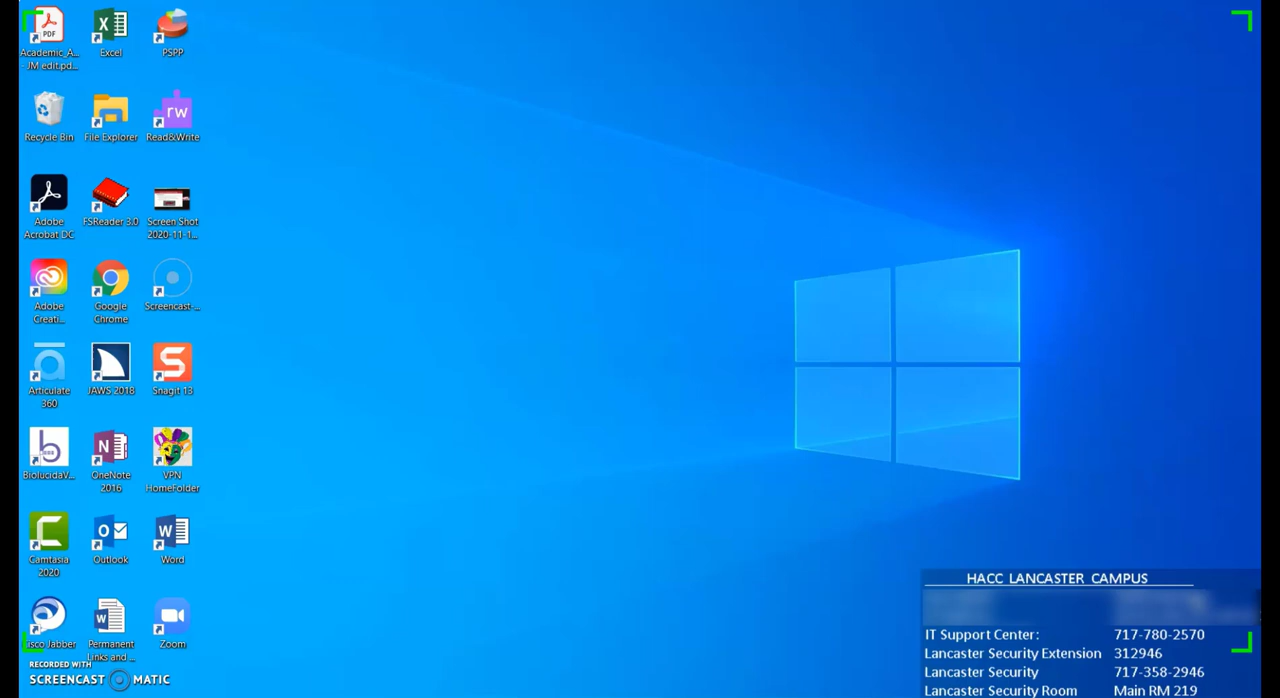 PDF
Academic_A...
- JM edit.pd...
Excel
PSPP
Recycle Bin
File Explorer
rw
Read&Write
Adobe
Acrobat DC
FSReader 3.0
Screen Shot
2020-11-1...
Adobe
Creati...
Google
Chrome
Screencast-...
Articulate
360
JAWS 2018
Snagit 13
BiolucidaV...
OneNote
2016
VPN
HomeFolder
Camtasia
2020
Outlook
Word
isco Jabber
Permanent
Links and ...
Zoom
RECORDED WITH
SCREENCAST MATIC
HACC LANCASTER CAMPUS
IT Support Center: 717-780-2570
Lancaster Security Extension 312946
Lancaster Security 717-358-2946
Lancaster Security Room Main RM 219